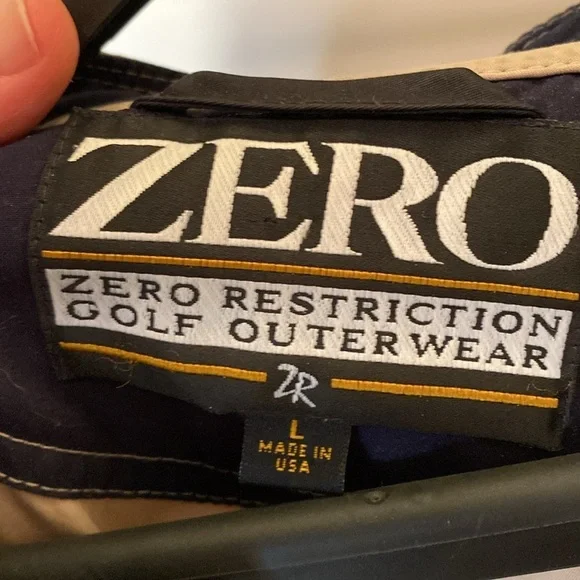 ZERO
ZERO RESTRICTION
GOLF OUTERWEAR
ZR
L
MADE IN
USA